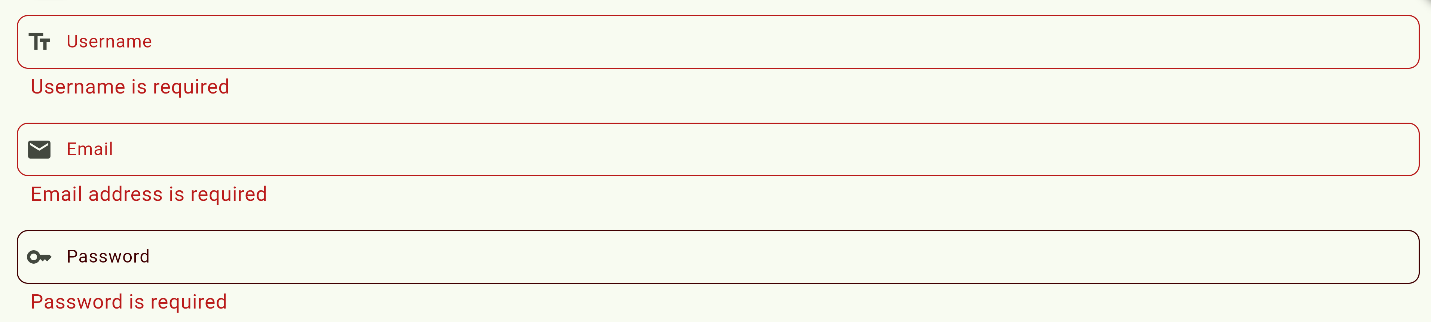 Username
Username is required
Email
Email address is required
Password
Password is required